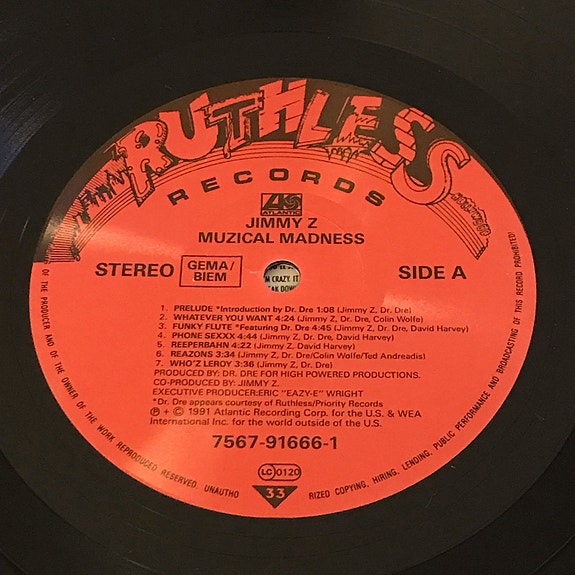 RUTHLESS
RECORDS
ATLANTIC
JIMMY Z
MUZICAL MADNESS
STEREO GEMA/BIEM SIDE A
M CRAZY. IT
AK DOW
1. PRELUDE *Introduction by Dr. Dre 1:08 (Jimmy Z, Dr. Dre)
2. WHATEVER YOU WANT 4:24 (Jimmy Z, Dr. Dre, Colin Wolfe)
3. FUNKY FLUTE *Featuring Dr. Dre 4:45 (Jimmy Z, Dr. Dre, David Harvey)
4. PHONE SEXXX 4:44 (Jimmy Z, Dr. Dre, David Harvey)
5. REEPERBAHN 4:22 (Jimmy Z, David Harvey)
6. REAZONS 3:34 (Jimmy Z, Dr. Dre/Colin Wolfe/Ted Andreadis)
7. WHO'Z LEROY 3:36 (Jimmy Z, Dr. Dre)
PRODUCED BY: DR. DRE FOR HIGH POWERED PRODUCTIONS.
CO-PRODUCED BY: JIMMY Z.
EXECUTIVE PRODUCER:ERIC "EAZY-E" WRIGHT
*Dr. Dre appears courtesy of Ruthless/Priority Records
℗ + © 1991 Atlantic Recording Corp. for the U.S. & WEA
International Inc. for the world outside of the U.S.
7567-91666-1
LC 0120
33
OF THE PRODUCER AND OF THE OWNER OF THE WORK REPRODUCED RESERVED. UNAUTHO RIZED COPYING, HIRING, LENDING, PUBLIC PERFORMANCE AND BROADCASTING OF THIS RECORD PROHIBITED!